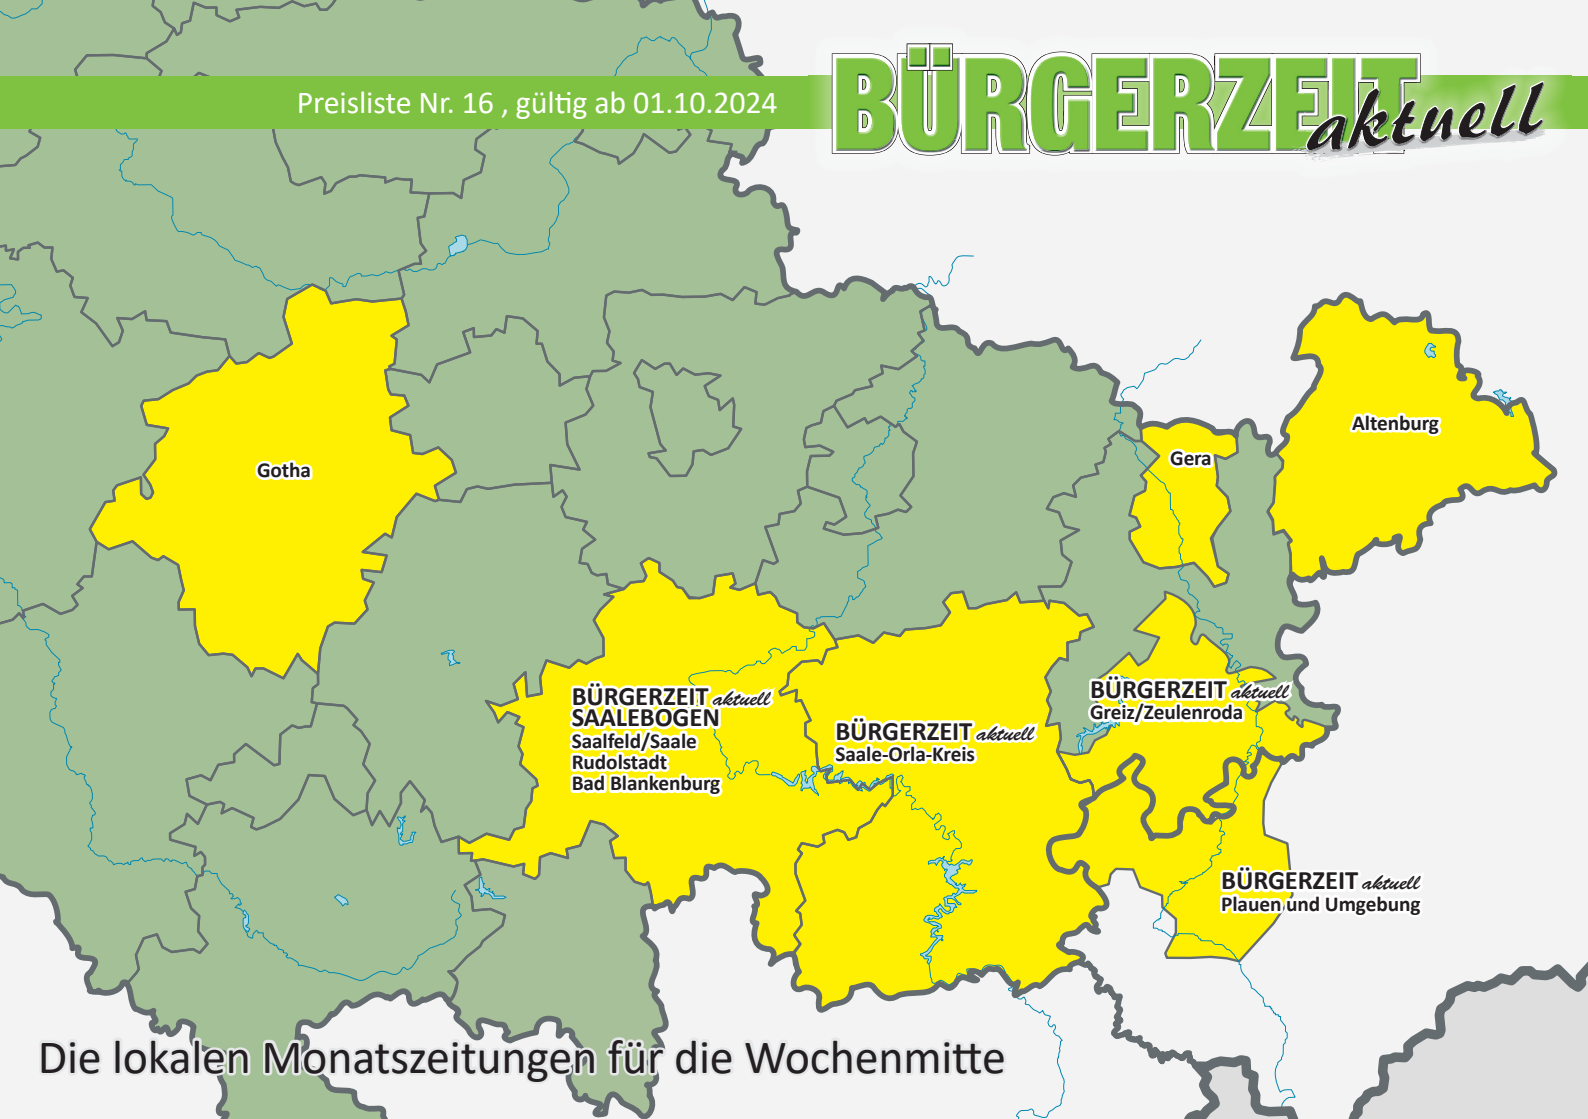 Preisliste Nr. 16 , gültig ab 01.10.2024
BÜRGERZEIT
aktuell
Gotha
Altenburg
Gera
BÜRGERZEIT aktuell
SAALEBOGEN
Saalfeld/Saale
Rudolstadt
Bad Blankenburg
BÜRGERZEIT aktuell
Saale-Orla-Kreis
BÜRGERZEIT aktuell
Greiz/Zeulenroda
BÜRGERZEIT aktuell
Plauen und Umgebung
Die lokalen Monatszeitungen für die Wochenmitte